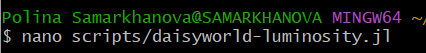 Polina Samarkhanova@SAMARKHANOVA MINGW64 ~/
$ nano scripts/daisyworld-luminosity.jl